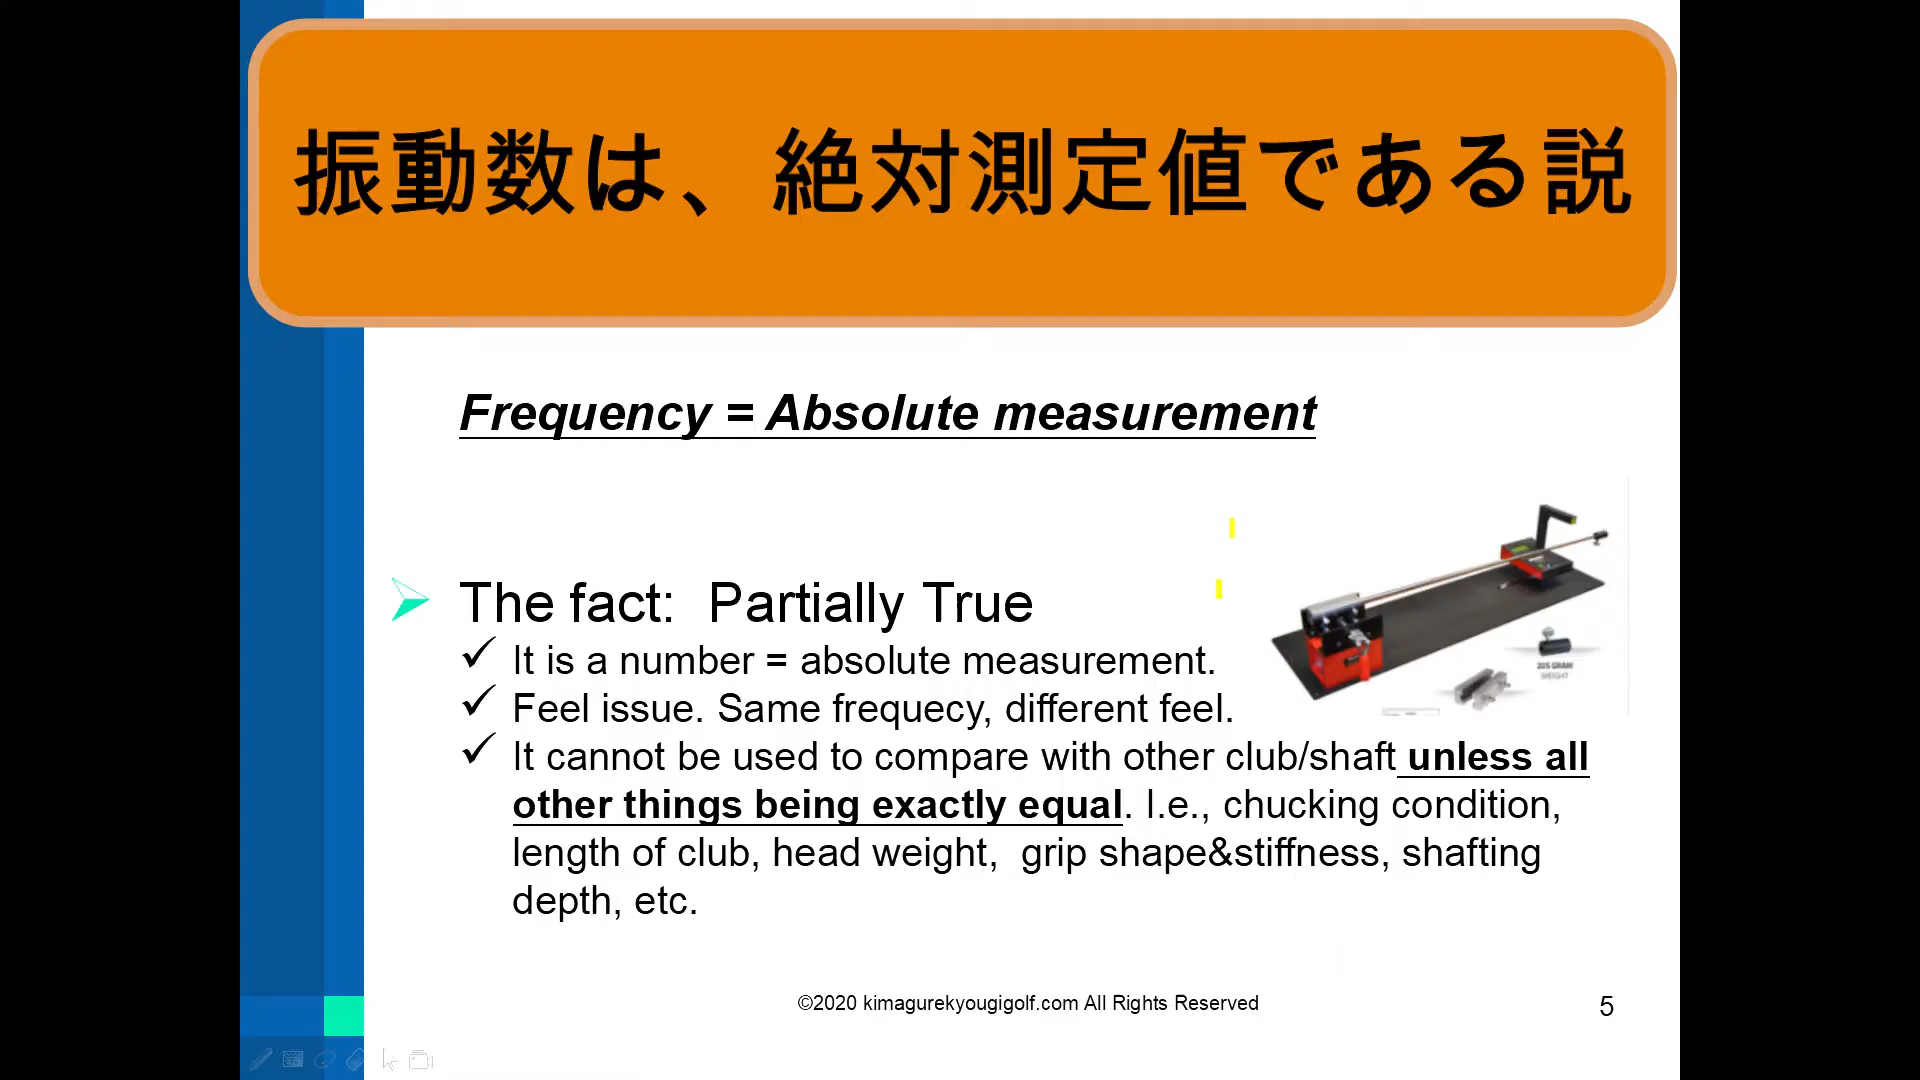 振動数は、絶対測定値である説
Frequency = Absolute measurement
The fact:  Partially True
It is a number = absolute measurement.
Feel issue. Same frequecy, different feel.
It cannot be used to compare with other club/shaft unless all
other things being exactly equal. I.e., chucking condition,
length of club, head weight,  grip shape&stiffness, shafting
depth, etc.
205 GRAM
WEIGHT
©2020 kimagurekyougigolf.com All Rights Reserved
5